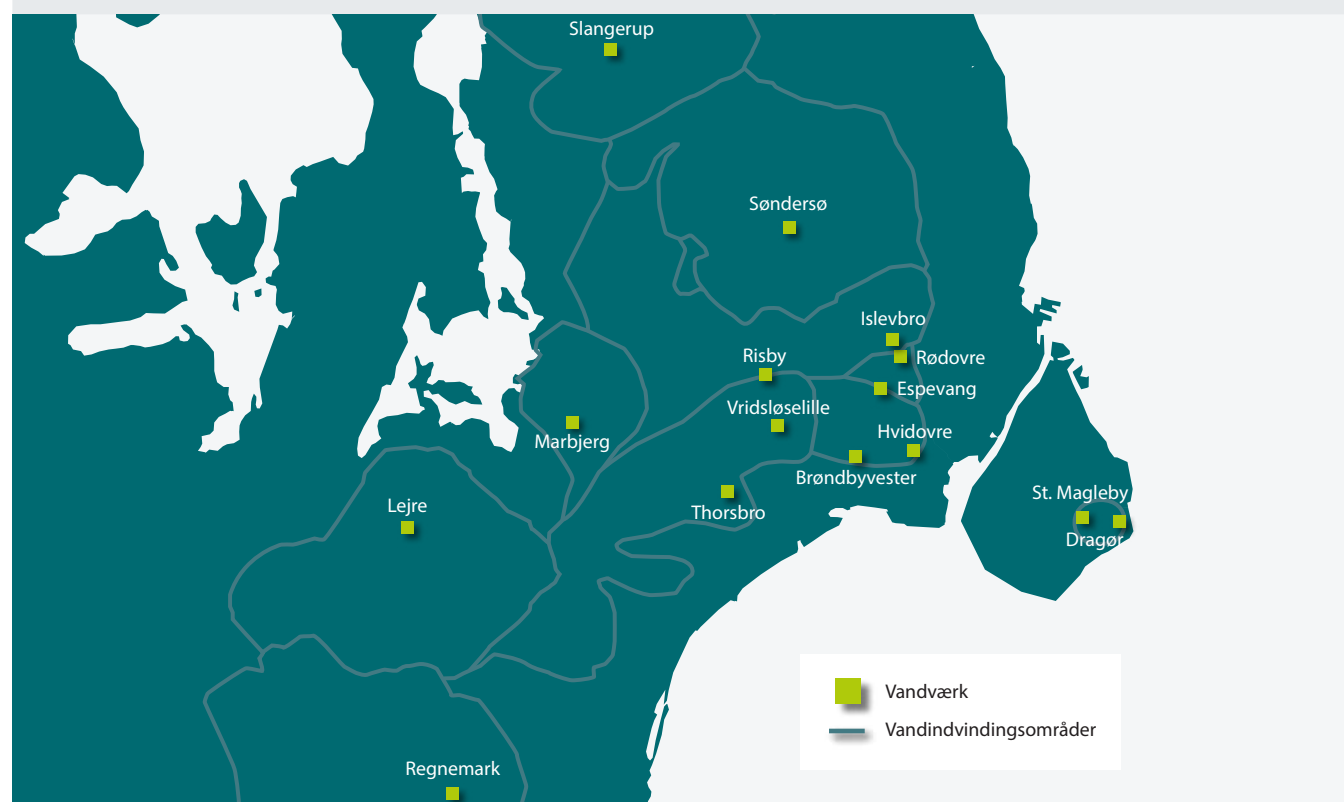 Slangerup
Søndersø
Islevbro
Risby
Rødovre
Espevang
Vridsløselille
Hvidovre
Marbjerg
Brøndbyvester
St. Magleby
Lejre
Thorsbro
Dragør
Vandværk
Vandindvindingsområder
Regnemark